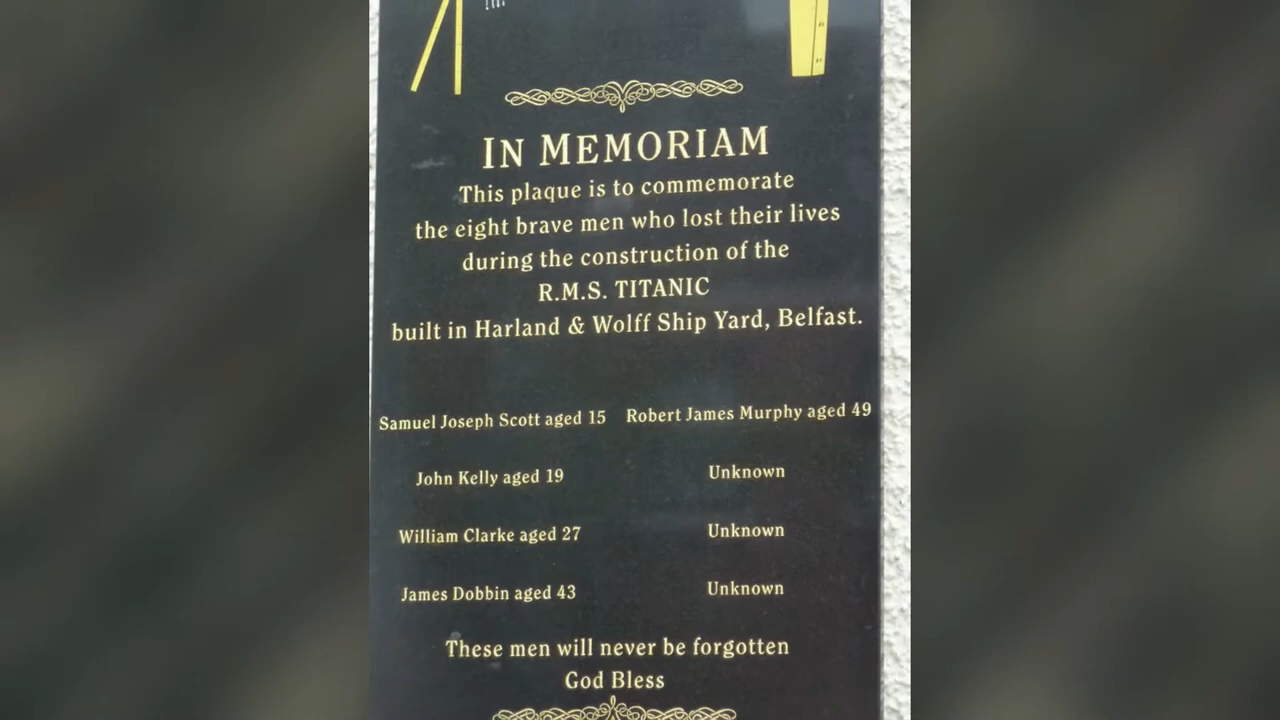 IN MEMORIAM
This plaque is to commemorate
the eight brave men who lost their lives
during the construction of the
R.M.S. TITANIC
built in Harland & Wolff Ship Yard, Belfast.
Samuel Joseph Scott aged 15 Robert James Murphy aged 49
John Kelly aged 19 Unknown
William Clarke aged 27 Unknown
James Dobbin aged 43 Unknown
These men will never be forgotten
God Bless